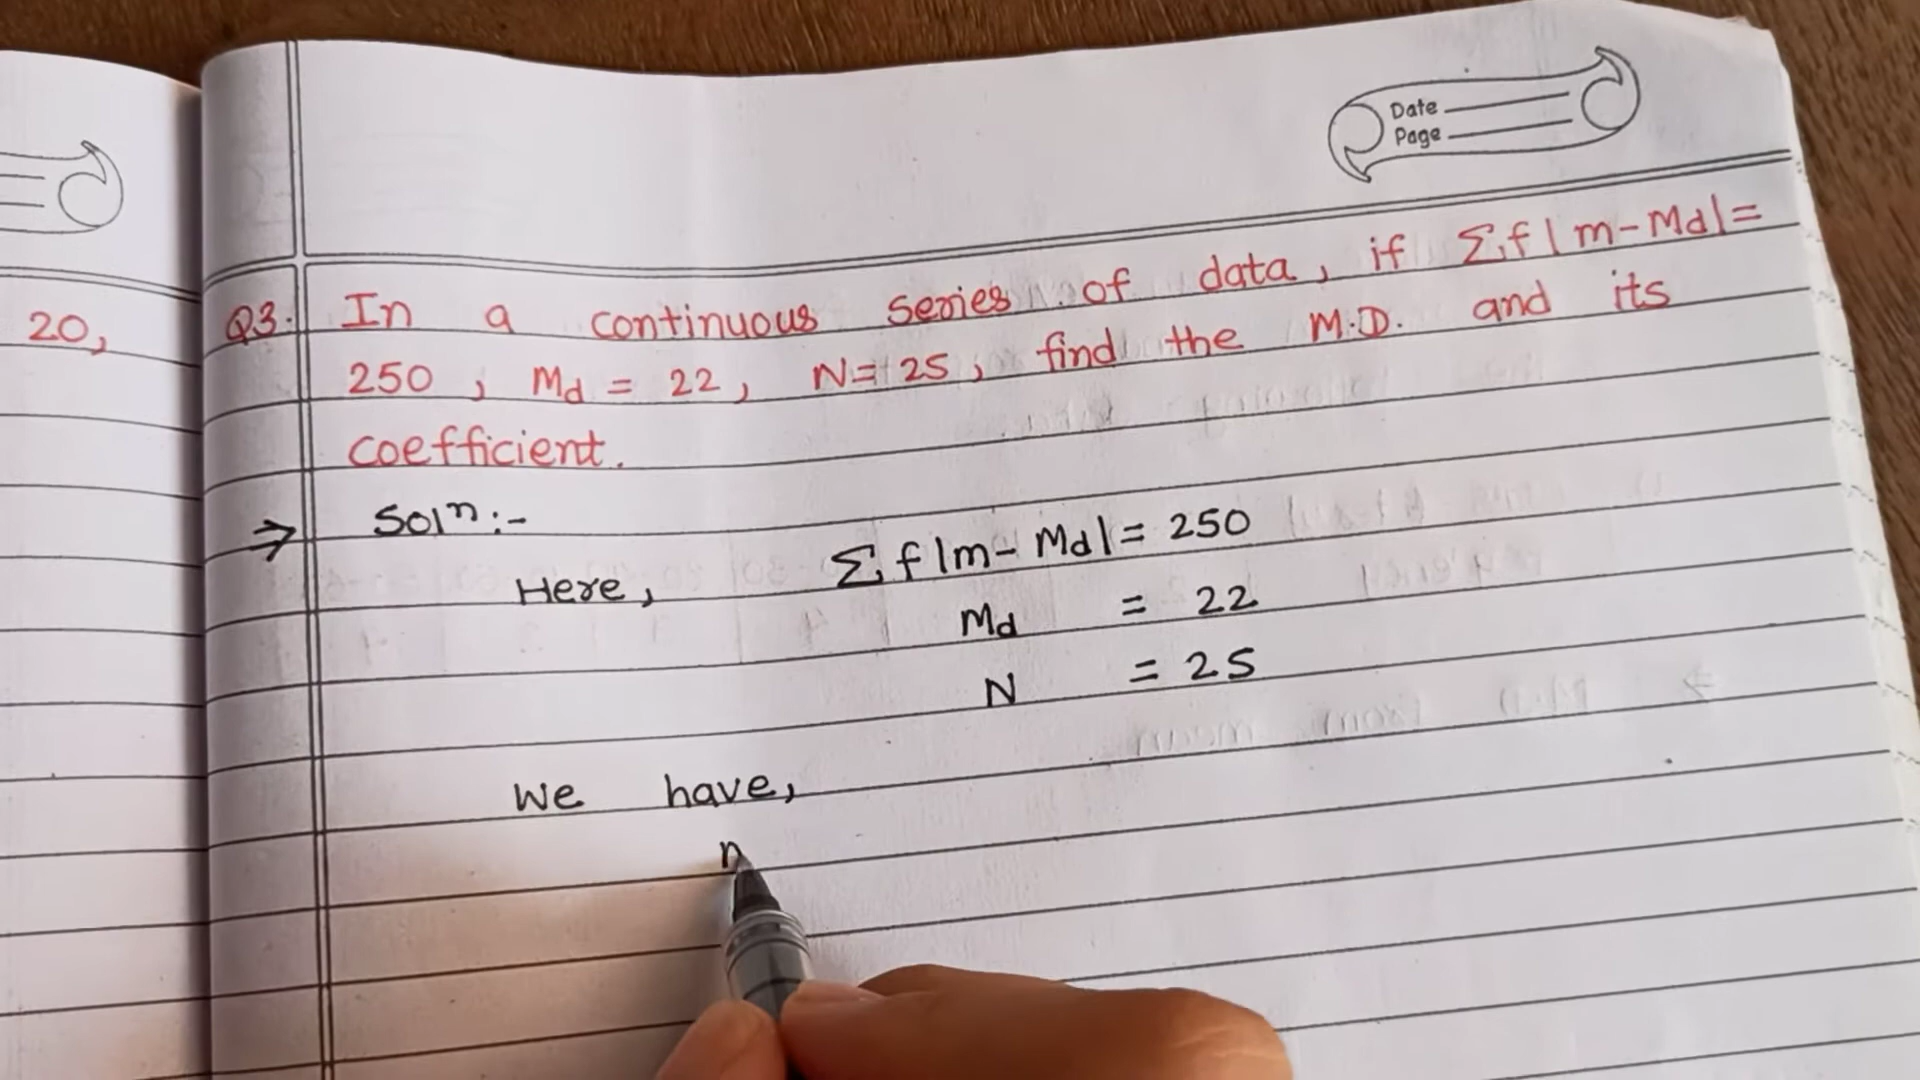 Date
Page
20,
Q3. In a continuous series of data, if Σf|m-Md|=
250, Md = 22, N= 25, find the M.D. and its
coefficient.
→ Solⁿ:-
Here, Σf|m- Md|= 250
Md = 22
N = 25
We have,